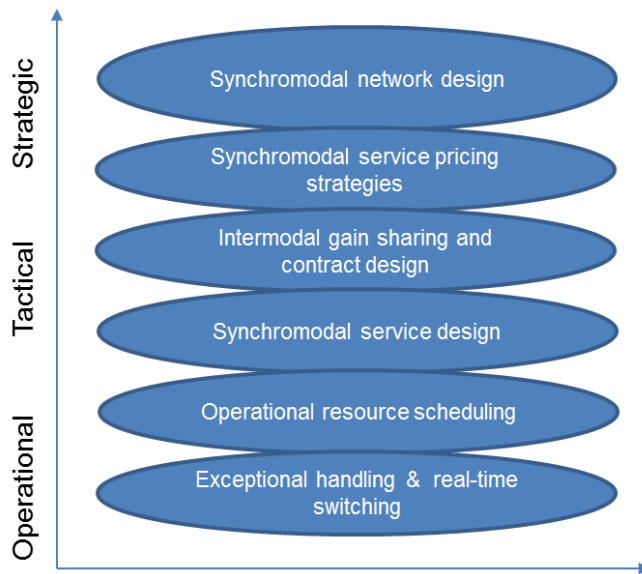 Strategic
Synchromodal network design
Synchromodal service pricing
strategies
Tactical
Intermodal gain sharing and
contract design
Synchromodal service design
Operational
Operational resource scheduling
Exceptional handling & real-time
switching